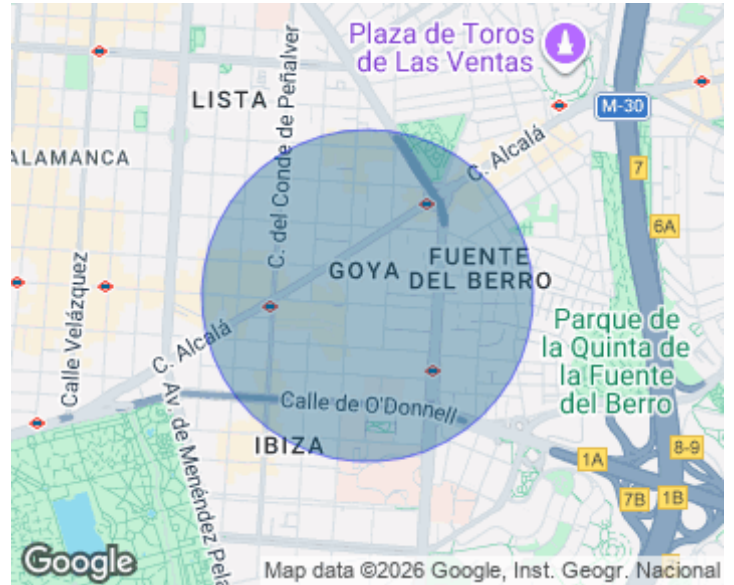 Plaza de Toros
de Las Ventas
LISTA
C. del Conde de Peñalver
M-30
C. Alcalá
ALAMANCA
7
6A
FUENTE
DEL BERRO
GOYA
Calle Velázquez
C. Alcalá
Parque de
la Quinta de
la Fuente
del Berro
Av. de Menéndez Pela
Calle de O'Donnell
IBIZA
1A
8-9
7B
1B
Google
Map data ©2026 Google, Inst. Geogr. Nacional